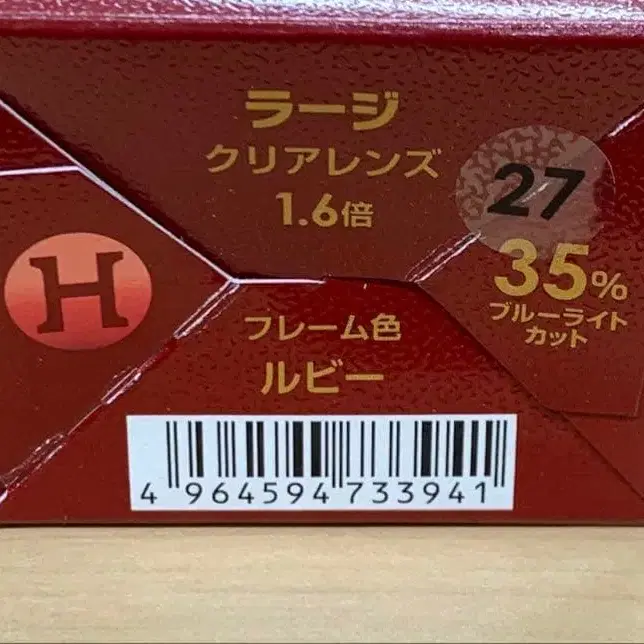 ラージ
クリアレンズ
1.6倍
27
35%
ブルーライト
カット
H
フレーム色
ルビー
4 964594 733941